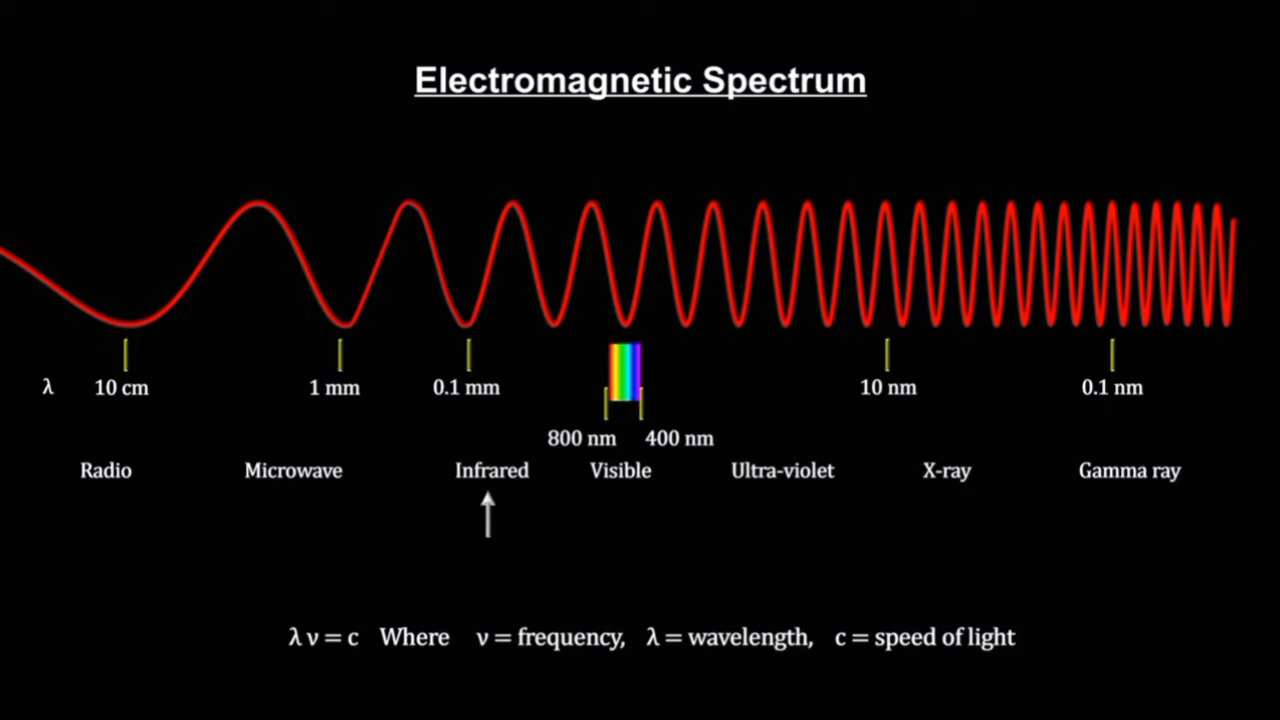 Electromagnetic Spectrum
λ 10 cm 1 mm 0.1 mm 10 nm 0.1 nm
800 nm 400 nm
Radio Microwave Infrared Visible Ultra-violet X-ray Gamma ray
λ ν = c Where ν = frequency, λ = wavelength, c = speed of light